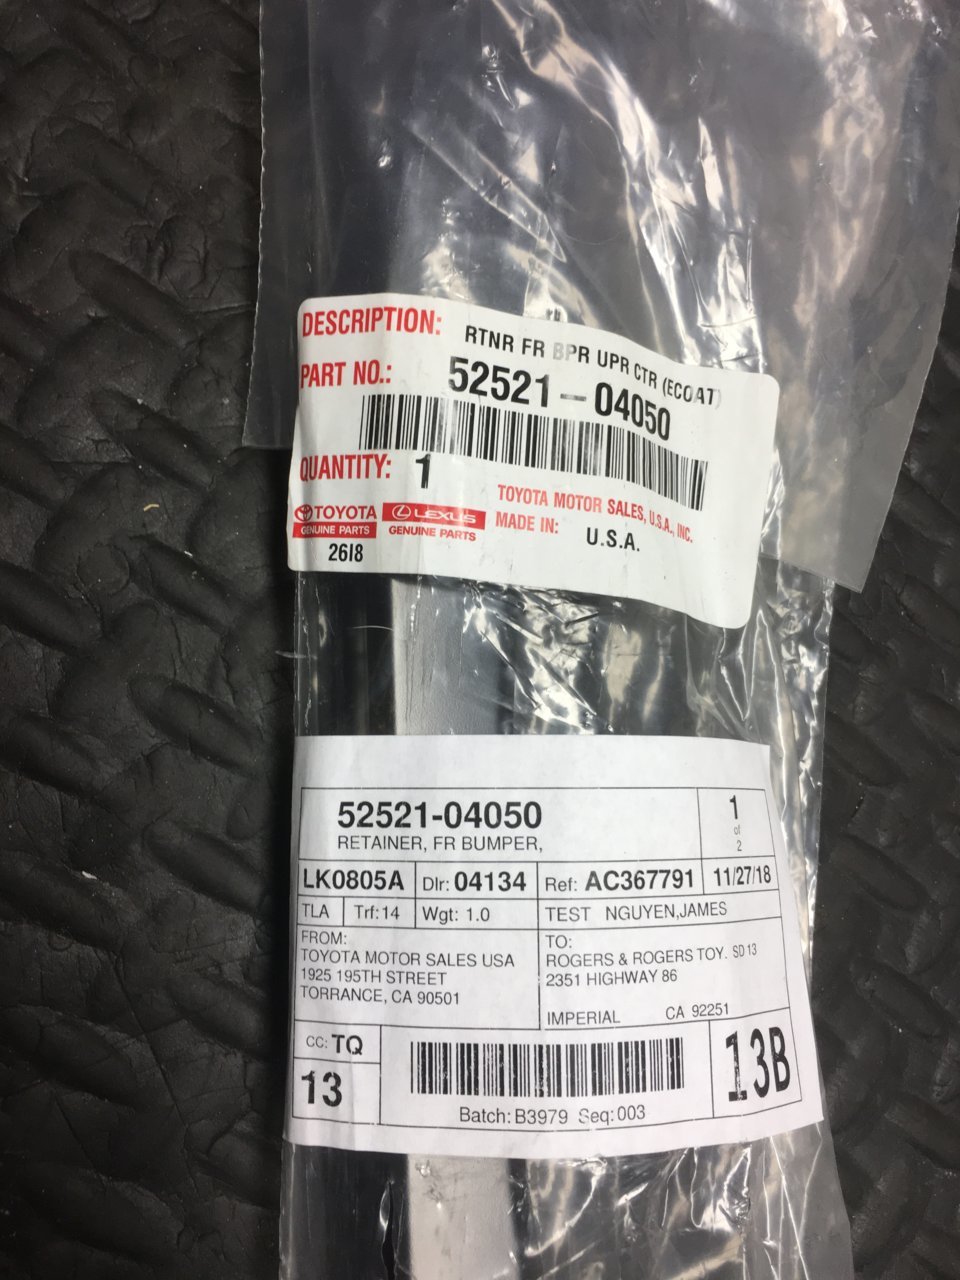 DESCRIPTION: RTNR FR BPR UPR CTR (ECOAT)
PART NO.: 52521-04050
QUANTITY: 1
TOYOTA MOTOR SALES, U.S.A., INC.
TOYOTA LEXUS
GENUINE PARTS GENUINE PARTS
MADE IN: U.S.A.
26I8
52521-04050
RETAINER, FR BUMPER,
1
of
2
LK0805A Dlr: 04134 Ref: AC367791 11/27/18
TLA Trf: 14 Wgt: 1.0 TEST NGUYEN,JAMES
FROM:
TOYOTA MOTOR SALES USA
1925 195TH STREET
TORRANCE, CA 90501
TO:
ROGERS & ROGERS TOY. SD 13
2351 HIGHWAY 86
IMPERIAL CA 92251
CC: TQ
13
Batch: B3979 Seq: 003
13B